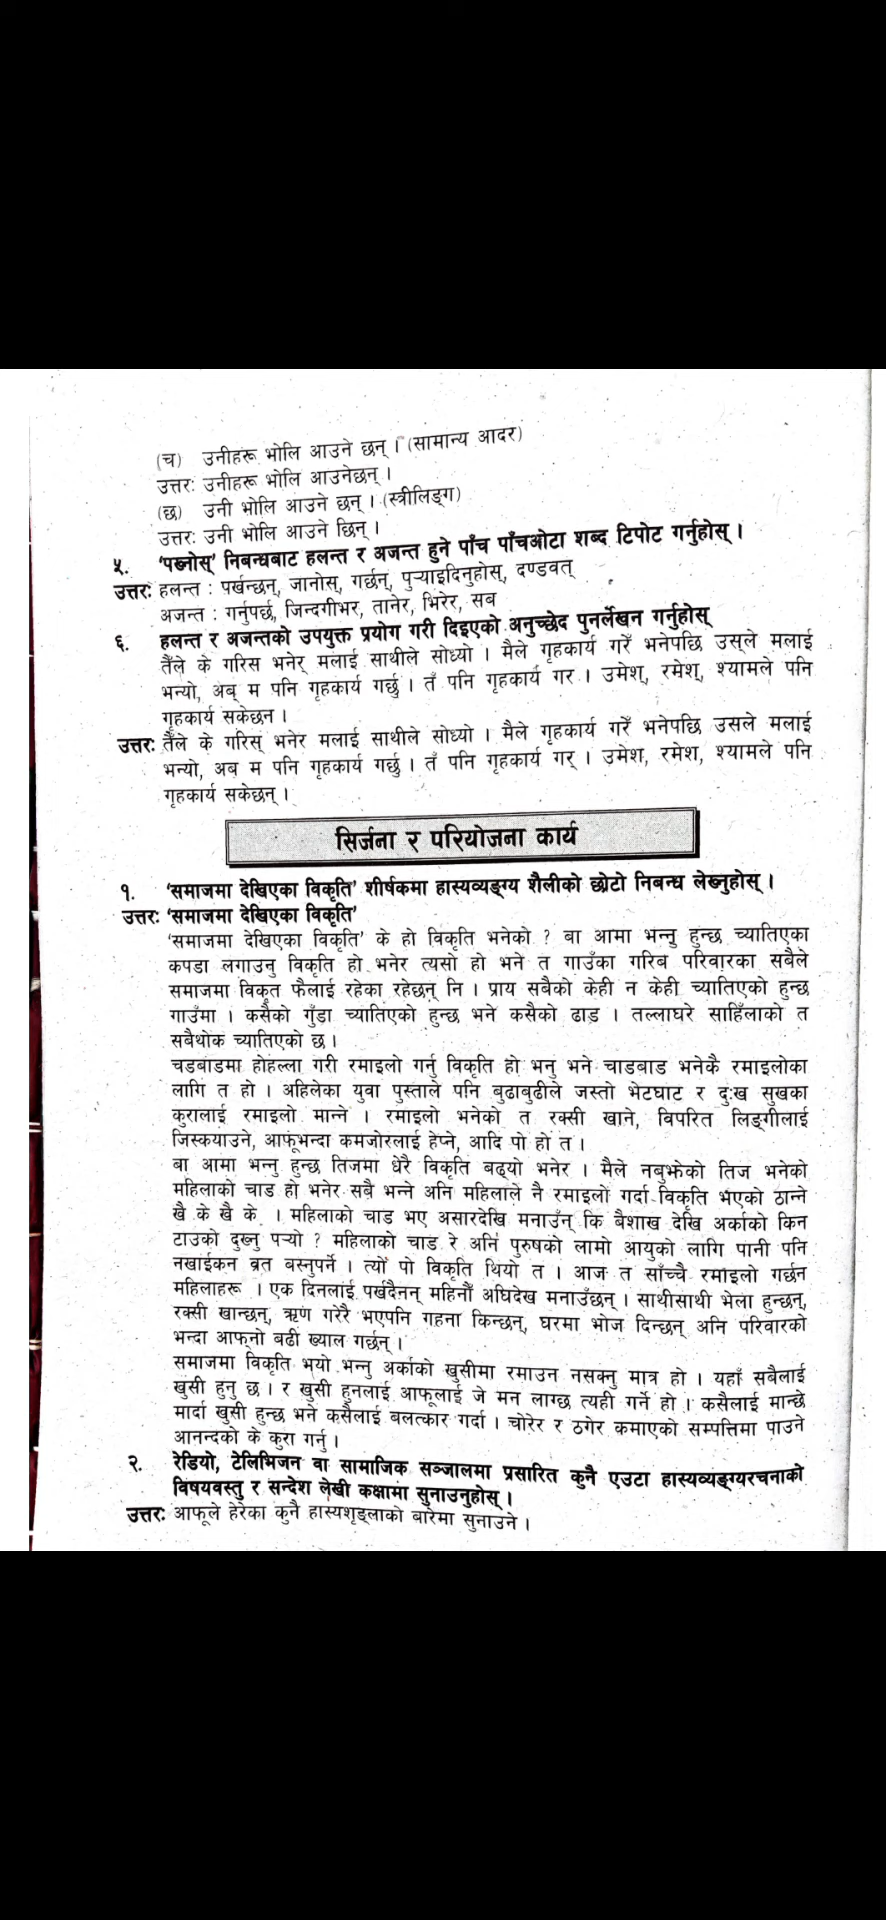 (च) उनीहरू भोलि आउने छन् । (सामान्य आदर)
उत्तरः उनीहरू भोलि आउनेछन् ।
(छ) उनी भोलि आउने छन् । (स्त्रीलिङ्ग)
उत्तरः उनी भोलि आउने छिन् ।
५. 'पख्नोस्' निबन्धबाट हलन्त र अजन्त हुने पाँच पाँचओटा शब्द टिपोट गर्नुहोस् ।
उत्तरः हलन्त : पर्खन्छन्, जानोस्, गर्छन्, पुऱ्याइदिनुहोस्, दण्डवत्
अजन्त : गर्नुपर्छ, जिन्दगीभर, तानेर, भिरेर, सब
६. हलन्त र अजन्तको उपयुक्त प्रयोग गरी दिइएको अनुच्छेद पुनर्लेखन गर्नुहोस्
तैँले के गरिस भनेर् मलाई साथीले सोध्यो । मैले गृहकार्य गरेँ भनेपछि उस्ले मलाई
भन्यो, अब् म पनि गृहकार्य गर्छु । तँ पनि गृहकार्य गर । उमेश्, रमेश्, श्यामले पनि
गृहकार्य सकेछन ।
उत्तरः तैँले के गरिस् भनेर मलाई साथीले सोध्यो । मैले गृहकार्य गरेँ भनेपछि उसले मलाई
भन्यो, अब म पनि गृहकार्य गर्छु । तँ पनि गृहकार्य गर् । उमेश, रमेश, श्यामले पनि
गृहकार्य सकेछन् ।
सिर्जना र परियोजना कार्य
१. 'समाजमा देखिएका विकृति' शीर्षकमा हास्यव्यङ्ग्य शैलीको छोटो निबन्ध लेख्नुहोस् ।
उत्तरः 'समाजमा देखिएका विकृति'
'समाजमा देखिएका विकृति' के हो विकृति भनेको ? बा आमा भन्नु हुन्छ च्यातिएका
कपडा लगाउनु विकृति हो भनेर त्यसो हो भने त गाउँका गरिब परिवारका सबैले
समाजमा विकृत फैलाई रहेका रहेछन् नि । प्राय सबैको केही न केही च्यातिएको हुन्छ
गाउँमा । कसैको गुँडा च्यातिएको हुन्छ भने कसैको ढाड । तल्लाघरे साहिँलाको त
सबैथोक च्यातिएको छ ।
चडबाडमा होहल्ला गरी रमाइलो गर्नु विकृति हो भनु भने चाडबाड भनेकै रमाइलोका
लागि त हो । अहिलेका युवा पुस्ताले पनि बुढाबुढीले जस्तो भेटघाट र दुःख सुखका
कुरालाई रमाइलो मान्ने । रमाइलो भनेको त रक्सी खाने, विपरित लिङ्गीलाई
जिस्कयाउने, आफूभन्दा कमजोरलाई हेप्ने, आदि पो हो त ।
बा आमा भन्नु हुन्छ तिजमा धेरै विकृति बढ्यो भनेर । मैले नबुझेको तिज भनेको
महिलाको चाड हो भनेर सबै भन्ने अनि महिलाले नै रमाइलो गर्दा विकृति भएको ठान्ने
खै के खै के । महिलाको चाड भए असारदेखि मनाउँन् कि बैशाख देखि अर्काको किन
टाउको दुख्नु पऱ्यो ? महिलाको चाड रे अनि पुरुषको लामो आयुको लागि पानी पनि
नखाईकन व्रत बस्नुपर्ने । त्यो पो विकृति थियो त । आज त साँच्चै रमाइलो गर्छन
महिलाहरू । एक दिनलाई पर्खदैनन् महिनौँ अघिदेख मनाउँछन् । साथीसाथी भेला हुन्छन्,
रक्सी खान्छन्, ऋण गरेरै भएपनि गहना किन्छन्, घरमा भोज दिन्छन् अनि परिवारको
भन्दा आफ्नो बढी ख्याल गर्छन् ।
समाजमा विकृति भयो भन्नु अर्काको खुसीमा रमाउन नसक्नु मात्र हो । यहाँ सबैलाई
खुसी हुनु छ । र खुसी हुनलाई आफूलाई जे मन लाग्छ त्यही गर्ने हो । कसैलाई मान्छे
मार्दा खुसी हुन्छ भने कसैलाई बलत्कार गर्दा । चोरेर र ठगेर कमाएको सम्पत्तिमा पाउने
आनन्दको के कुरा गर्नु ।
२. रेडियो, टेलिभिजन वा सामाजिक सञ्जालमा प्रसारित कुनै एउटा हास्यव्यङ्ग्यरचनाको
विषयवस्तु र सन्देश लेखी कक्षामा सुनाउनुहोस् ।
उत्तरः आफूले हेरेका कुनै हास्यशृङ्लाको बारेमा सुनाउने ।